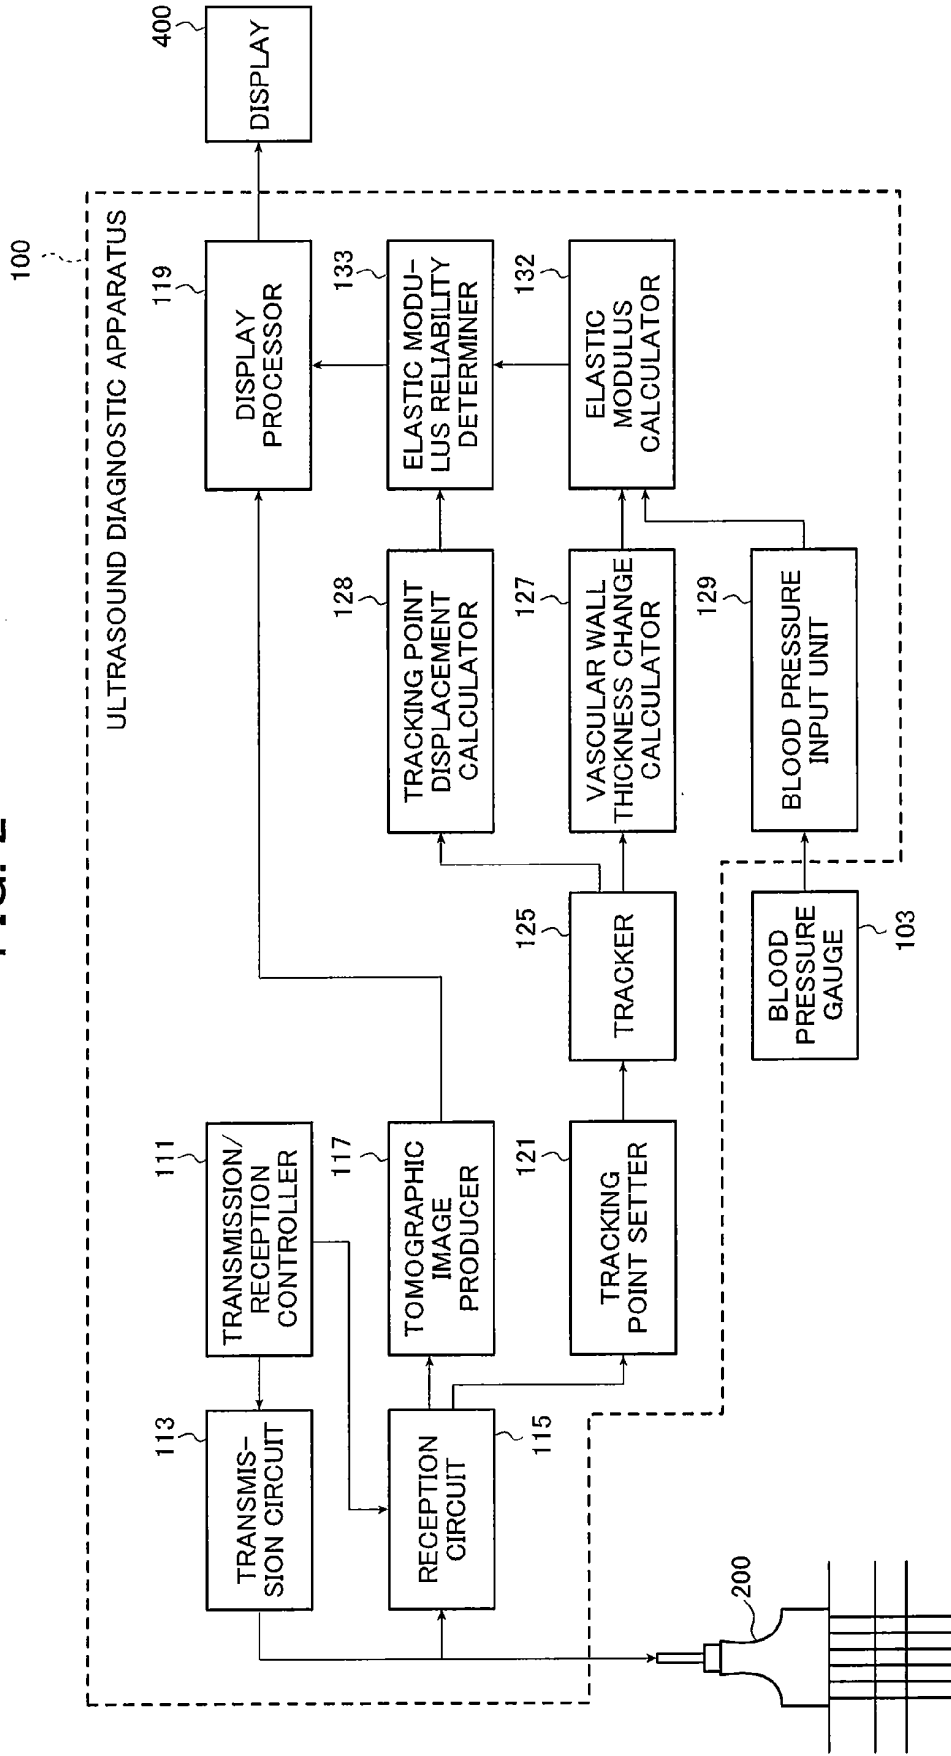 100
ULTRASOUND DIAGNOSTIC APPARATUS
113
TRANSMIS-
SION CIRCUIT
111
TRANSMISSION/
RECEPTION
CONTROLLER
119
DISPLAY
PROCESSOR
400
DISPLAY
RECEPTION
CIRCUIT
115
117
TOMOGRAPHIC
IMAGE
PRODUCER
128
TRACKING POINT
DISPLACEMENT
CALCULATOR
133
ELASTIC MODU-
LUS RELIABILITY
DETERMINER
121
TRACKING
POINT SETTER
125
TRACKER
127
VASCULAR WALL
THICKNESS CHANGE
CALCULATOR
132
ELASTIC
MODULUS
CALCULATOR
200
BLOOD
PRESSURE
GAUGE
103
129
BLOOD PRESSURE
INPUT UNIT